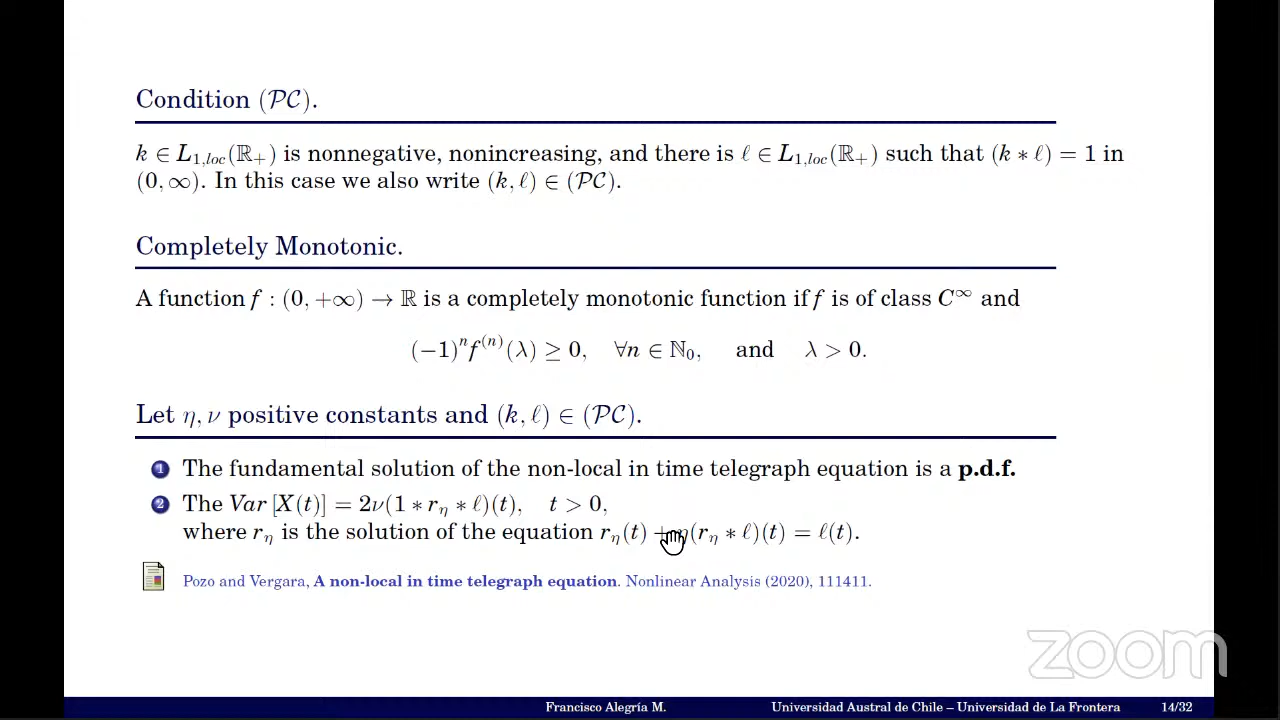 Condition (𝒫𝒞).
k ∈ L₁,loc(ℝ₊) is nonnegative, nonincreasing, and there is ℓ ∈ L₁,loc(ℝ₊) such that (k ∗ ℓ) = 1 in
(0, ∞). In this case we also write (k, ℓ) ∈ (𝒫𝒞).
Completely Monotonic.
A function f : (0, +∞) → ℝ is a completely monotonic function if f is of class C^∞ and
(−1)ⁿf⁽ⁿ⁾(λ) ≥ 0, ∀n ∈ ℕ₀, and λ > 0.
Let η, ν positive constants and (k, ℓ) ∈ (𝒫𝒞).
1 The fundamental solution of the non-local in time telegraph equation is a p.d.f.
2 The Var [X(t)] = 2ν(1 ∗ r_η ∗ ℓ)(t), t > 0,
where r_η is the solution of the equation r_η(t) + η(r_η ∗ ℓ)(t) = ℓ(t).
Pozo and Vergara, A non-local in time telegraph equation. Nonlinear Analysis (2020), 111411.
zoom
Francisco Alegría M. Universidad Austral de Chile – Universidad de La Frontera 14/32